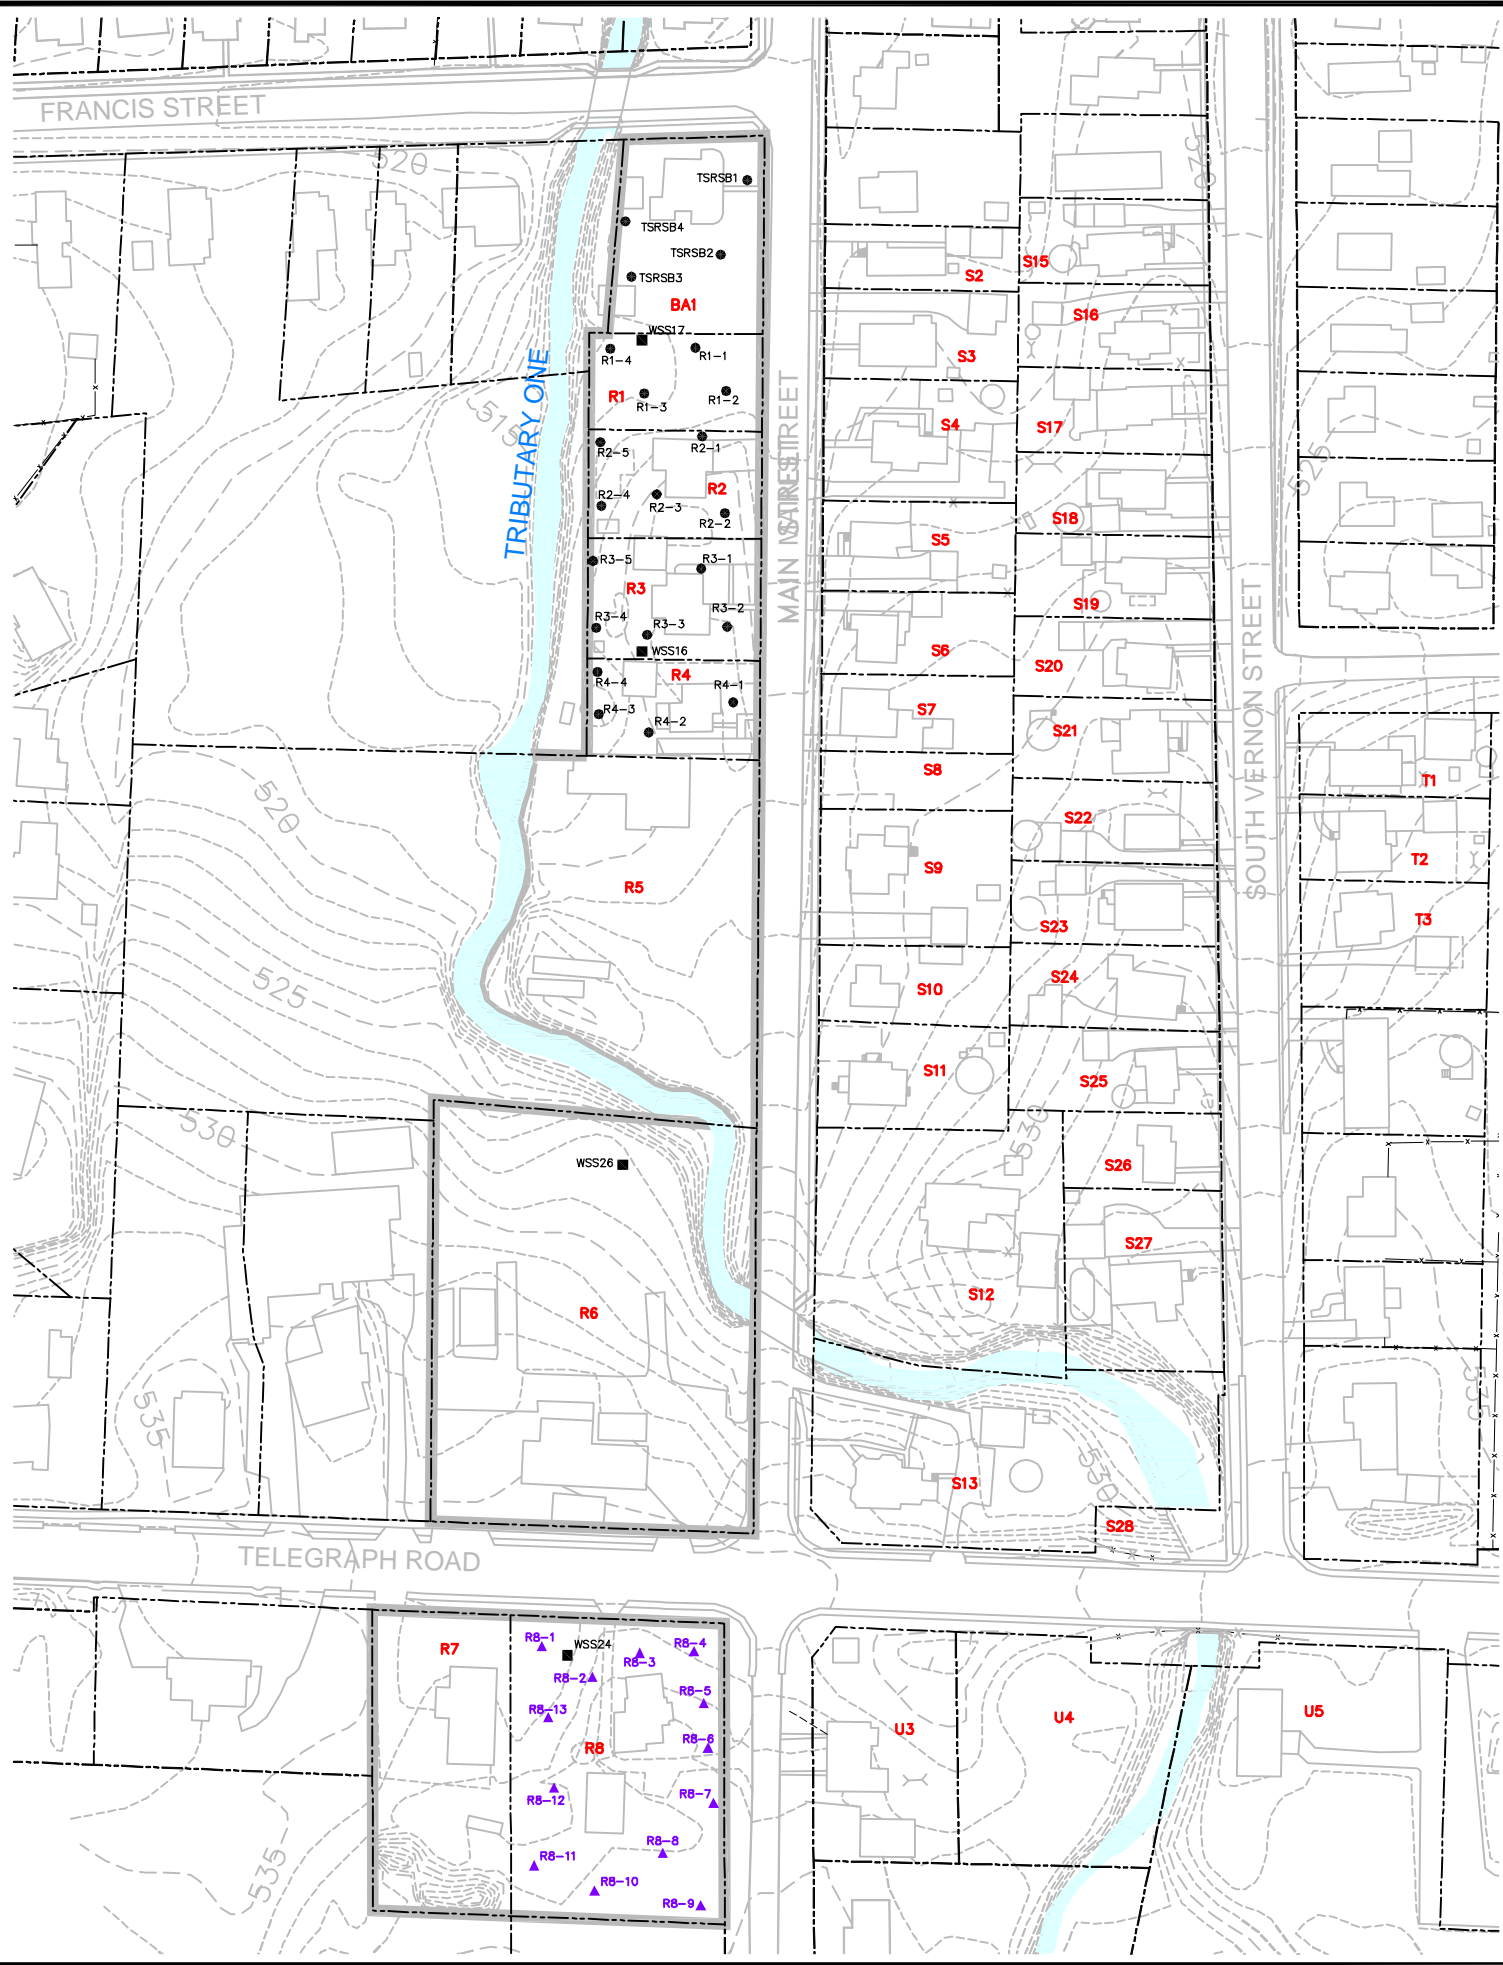 FRANCIS STREET
520
570
TSRSB1
TSRSB4
TSRSB2
TSRSB3
BA1
S2
S15
S16
WSS17
R1-4
R1-1
S3
R1
R1-3
R1-2
TRIBUTARY ONE
515
MAIN STREET
S4
S17
R2-5
R2-1
525
R2-4
R2-3
R2
R2-2
S18
S5
R3-5
R3-1
R3
S19
R3-4
R3-3
R3-2
WSS16
S6
S20
SOUTH VERNON STREET
R4-4
R4
R4-1
R4-3
R4-2
S7
S21
S8
T1
520
S22
R5
S9
T2
S23
T3
525
S10
S24
S11
S25
530
530
WSS26
S26
S27
R6
S12
535
535
530
S13
S28
TELEGRAPH ROAD
R7
R8-1
WSS24
R8-3
R8-4
R8-2
R8-5
R8-13
R8-6
R8
U3
U4
U5
R8-12
R8-7
R8-8
R8-11
535
R8-10
R8-9